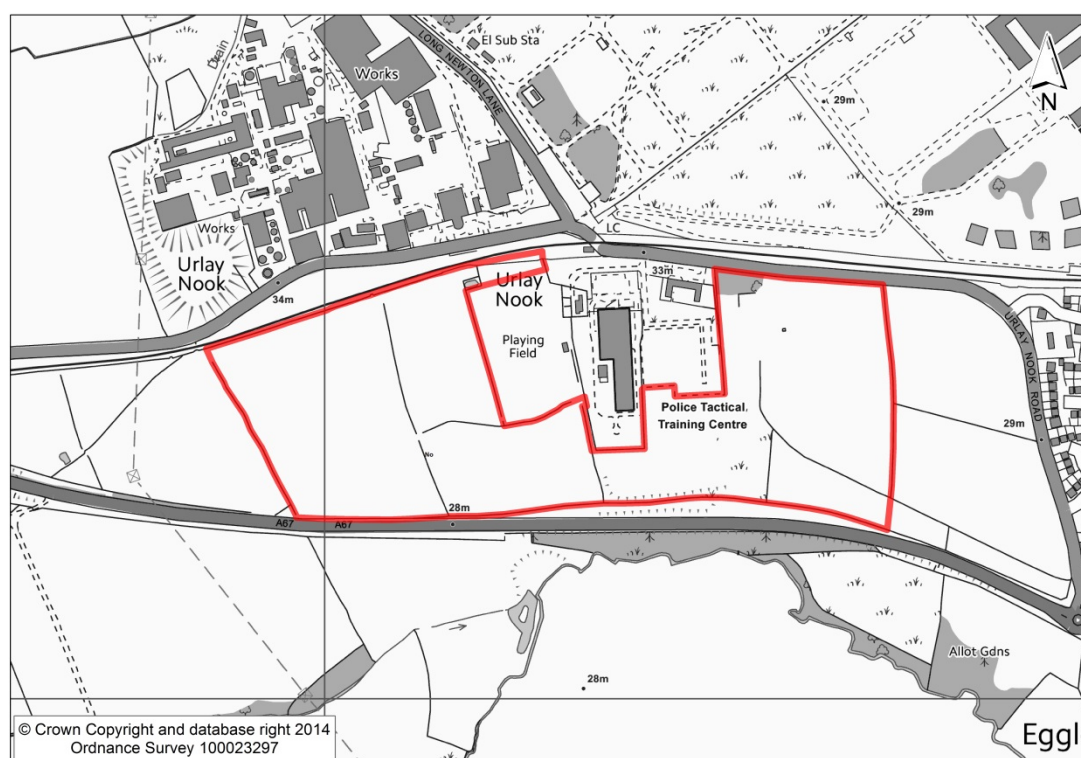 Drain
Works
LONG NEWTON LANE
El Sub Sta
29m
N
29m
Works
Urlay
Nook
34m
LC
33m
Urlay
Nook
Playing
Field
Police Tactical
Training Centre
URLAY NOOK ROAD
29m
No
28m
A67
A67
Allot Gdns
28m
© Crown Copyright and database right 2014
Ordnance Survey 100023297
Eggl